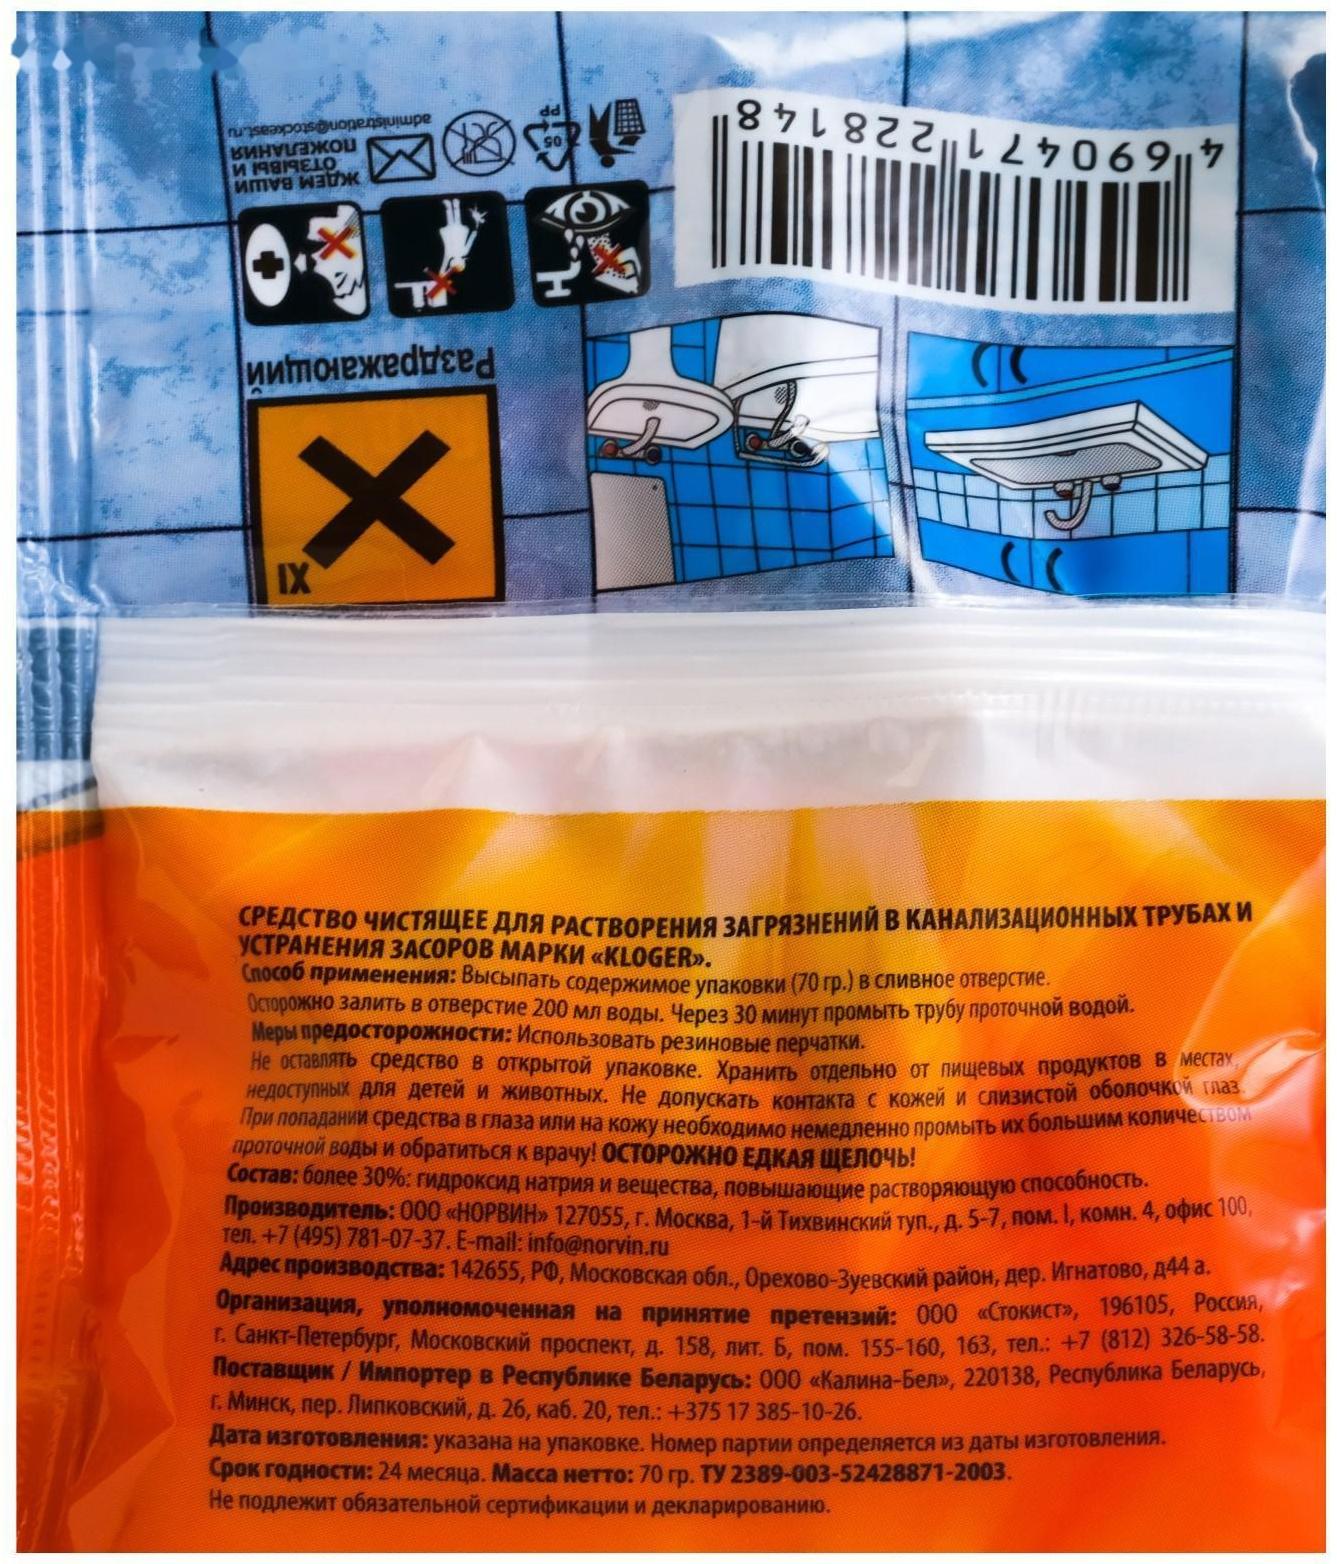 4 690471 228148
05
PP
ЖДЕМ ВАШИ
ОТЗЫВЫ И
ПОЖЕЛАНИЯ
administration@stockeast.ru
Раздражающий
XI
СРЕДСТВО ЧИСТЯЩЕЕ ДЛЯ РАСТВОРЕНИЯ ЗАГРЯЗНЕНИЙ В КАНАЛИЗАЦИОННЫХ ТРУБАХ И
УСТРАНЕНИЯ ЗАСОРОВ МАРКИ «KLOGER».
Способ применения: Высыпать содержимое упаковки (70 гр.) в сливное отверстие.
Осторожно залить в отверстие 200 мл воды. Через 30 минут промыть трубу проточной водой.
Меры предосторожности: Использовать резиновые перчатки.
Не оставлять средство в открытой упаковке. Хранить отдельно от пищевых продуктов в местах,
недоступных для детей и животных. Не допускать контакта с кожей и слизистой оболочкой глаз.
При попадании средства в глаза или на кожу необходимо немедленно промыть их большим количеством
проточной воды и обратиться к врачу! ОСТОРОЖНО ЕДКАЯ ЩЕЛОЧЬ!
Состав: более 30%: гидроксид натрия и вещества, повышающие растворяющую способность.
Производитель: ООО «НОРВИН» 127055, г. Москва, 1-й Тихвинский туп., д. 5-7, пом. I, комн. 4, офис 100,
тел. +7 (495) 781-07-37. E-mail: info@norvin.ru
Адрес производства: 142655, РФ, Московская обл., Орехово-Зуевский район, дер. Игнатово, д44 а.
Организация, уполномоченная на принятие претензий: ООО «Стокист», 196105, Россия,
г. Санкт-Петербург, Московский проспект, д. 158, лит. Б, пом. 155-160, 163, тел.: +7 (812) 326-58-58.
Поставщик / Импортер в Республике Беларусь: ООО «Калина-Бел», 220138, Республика Беларусь,
г. Минск, пер. Липковский, д. 26, каб. 20, тел.: +375 17 385-10-26.
Дата изготовления: указана на упаковке. Номер партии определяется из даты изготовления.
Срок годности: 24 месяца. Масса нетто: 70 гр. ТУ 2389-003-52428871-2003.
Не подлежит обязательной сертификации и декларированию.